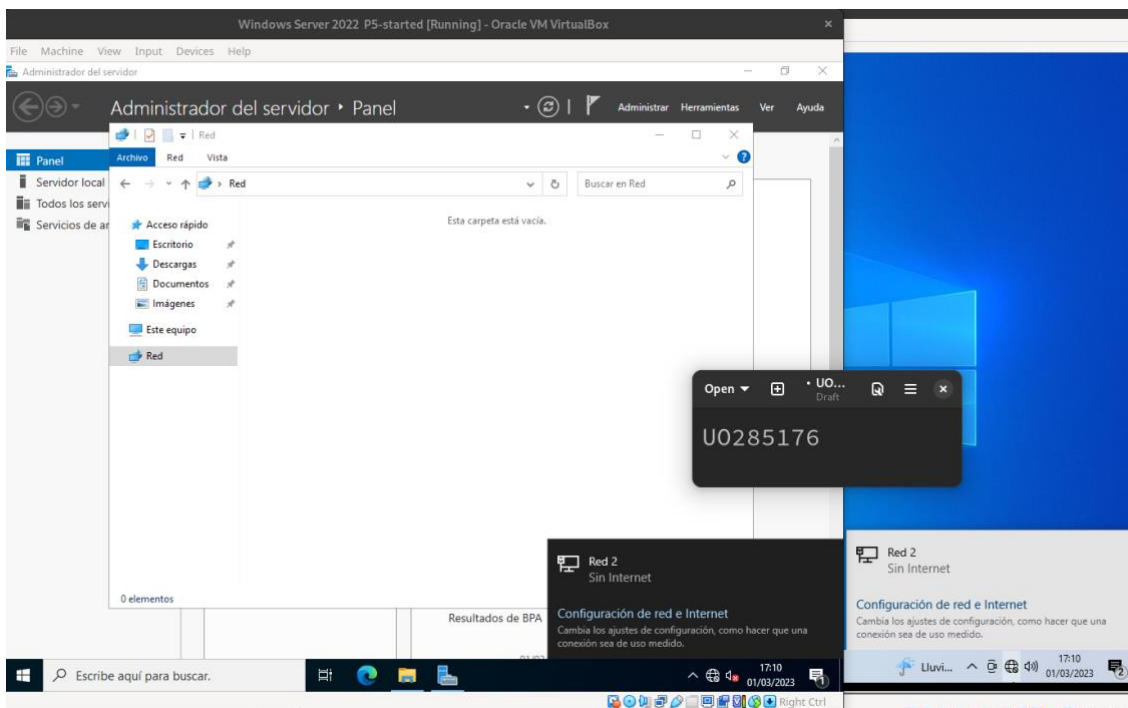 Windows Server 2022 P5-started [Running] - Oracle VM VirtualBox
File Machine View Input Devices Help
Administrador del servidor
Administrador del servidor ‣ Panel
Administrar Herramientas Ver Ayuda
Red
Archivo Red Vista
Panel
Red
Buscar en Red
Servidor local
Todos los servi
Servicios de ar
Acceso rápido
Escritorio
Descargas
Documentos
Imágenes
Este equipo
Red
Esta carpeta está vacía.
Open
UO...
Draft
UO285176
0 elementos
Resultados de BPA
Red 2
Sin Internet
Configuración de red e Internet
Cambia los ajustes de configuración, como hacer que una
conexión sea de uso medido.
Red 2
Sin Internet
Configuración de red e Internet
Cambia los ajustes de configuración, como hacer que una
conexión sea de uso medido.
Escribe aquí para buscar.
17:10
01/03/2023
1
Lluvi...
17:10
01/03/2023
2
Right Ctrl